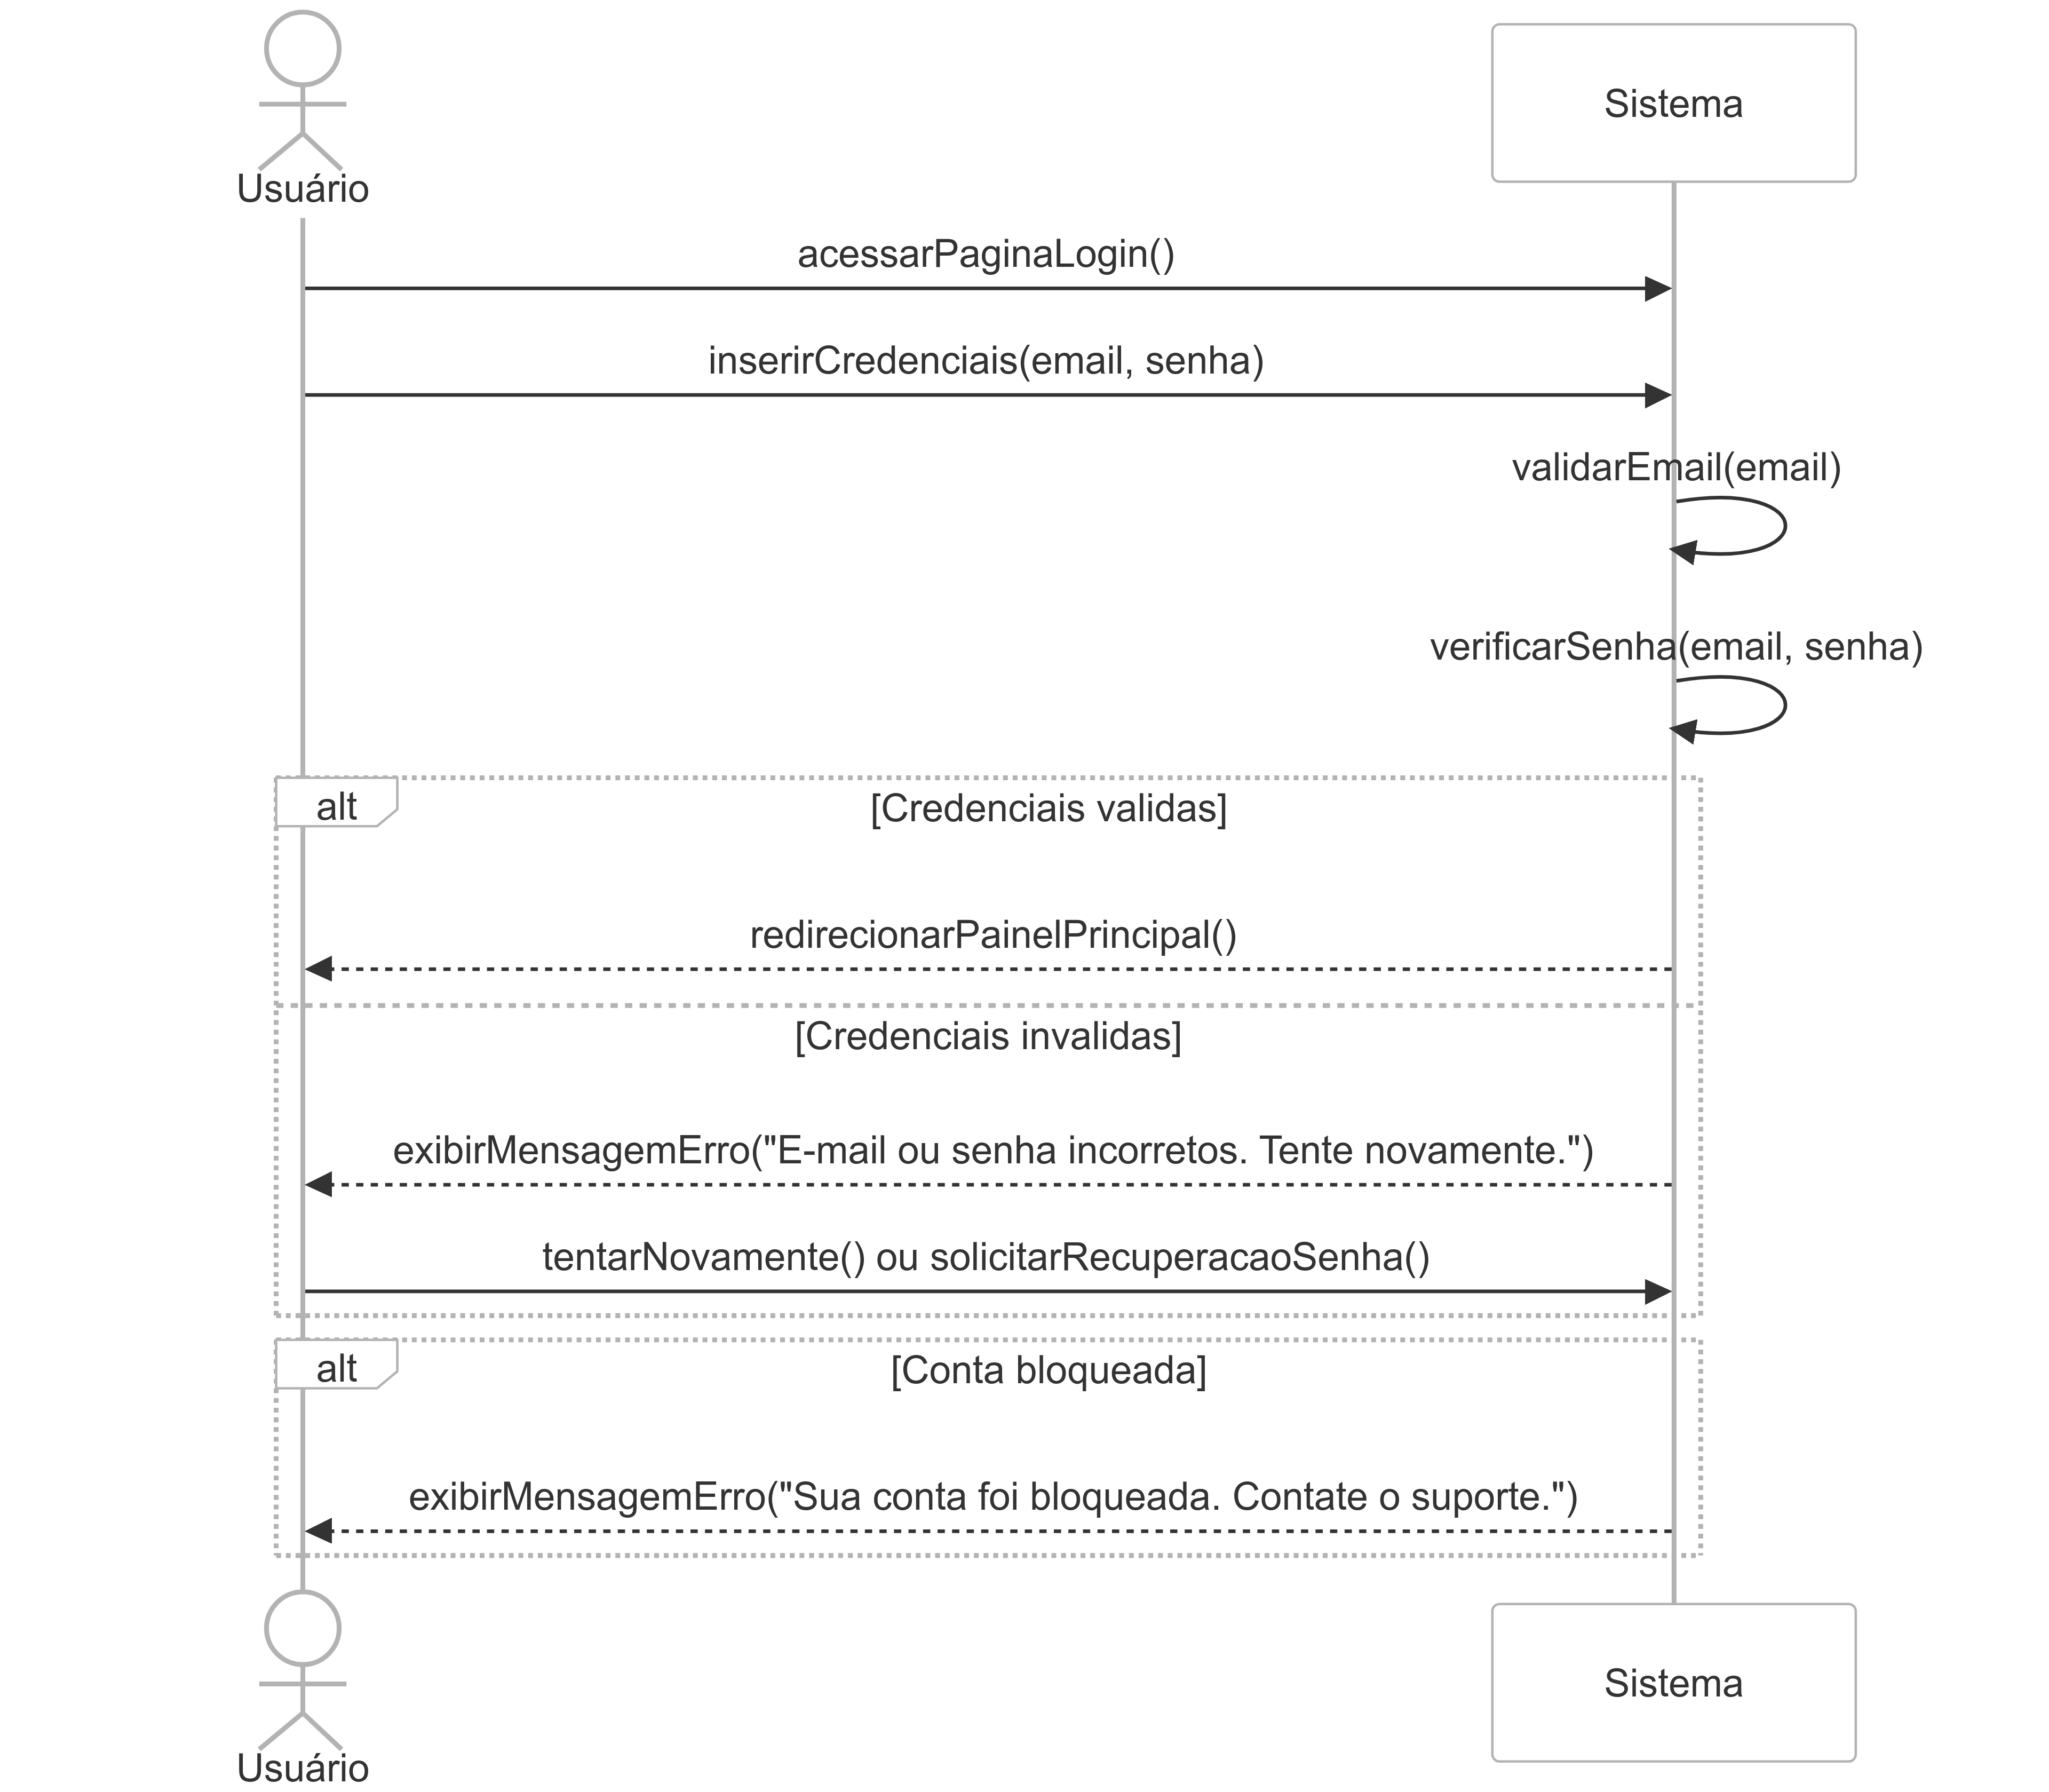 Usuário
Sistema
acessarPaginaLogin()
inserirCredenciais(email, senha)
validarEmail(email)
verificarSenha(email, senha)
alt
[Credenciais validas]
redirecionarPainelPrincipal()
[Credenciais invalidas]
exibirMensagemErro("E-mail ou senha incorretos. Tente novamente.")
tentarNovamente() ou solicitarRecuperacaoSenha()
alt
[Conta bloqueada]
exibirMensagemErro("Sua conta foi bloqueada. Contate o suporte.")
Usuário
Sistema